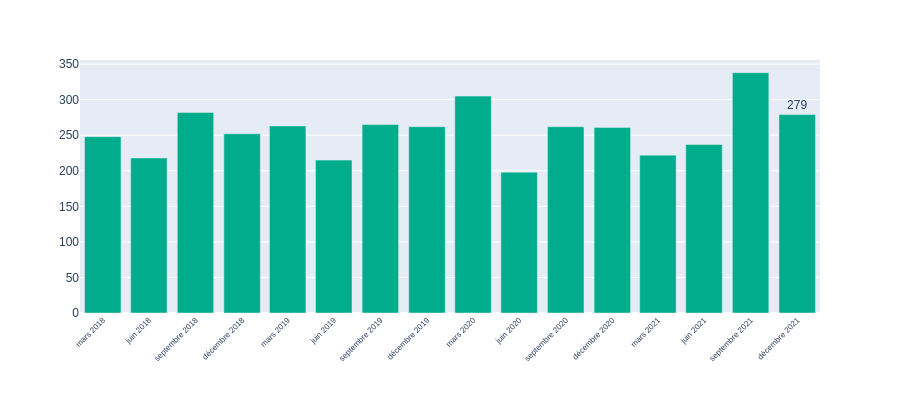 350
300
250
200
150
100
50
0
279
mars 2018
juin 2018
septembre 2018
décembre 2018
mars 2019
juin 2019
septembre 2019
décembre 2019
mars 2020
juin 2020
septembre 2020
décembre 2020
mars 2021
juin 2021
septembre 2021
décembre 2021